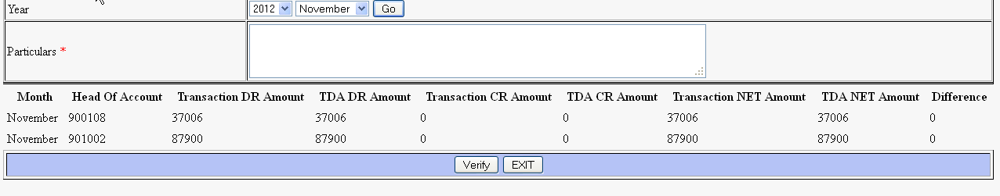 Year 2012 November Go
Particulars *
Month Head Of Account Transaction DR Amount TDA DR Amount Transaction CR Amount TDA CR Amount Transaction NET Amount TDA NET Amount Difference
November 900108 37006 37006 0 0 37006 37006 0
November 901002 87900 87900 0 0 87900 87900 0
Verify EXIT